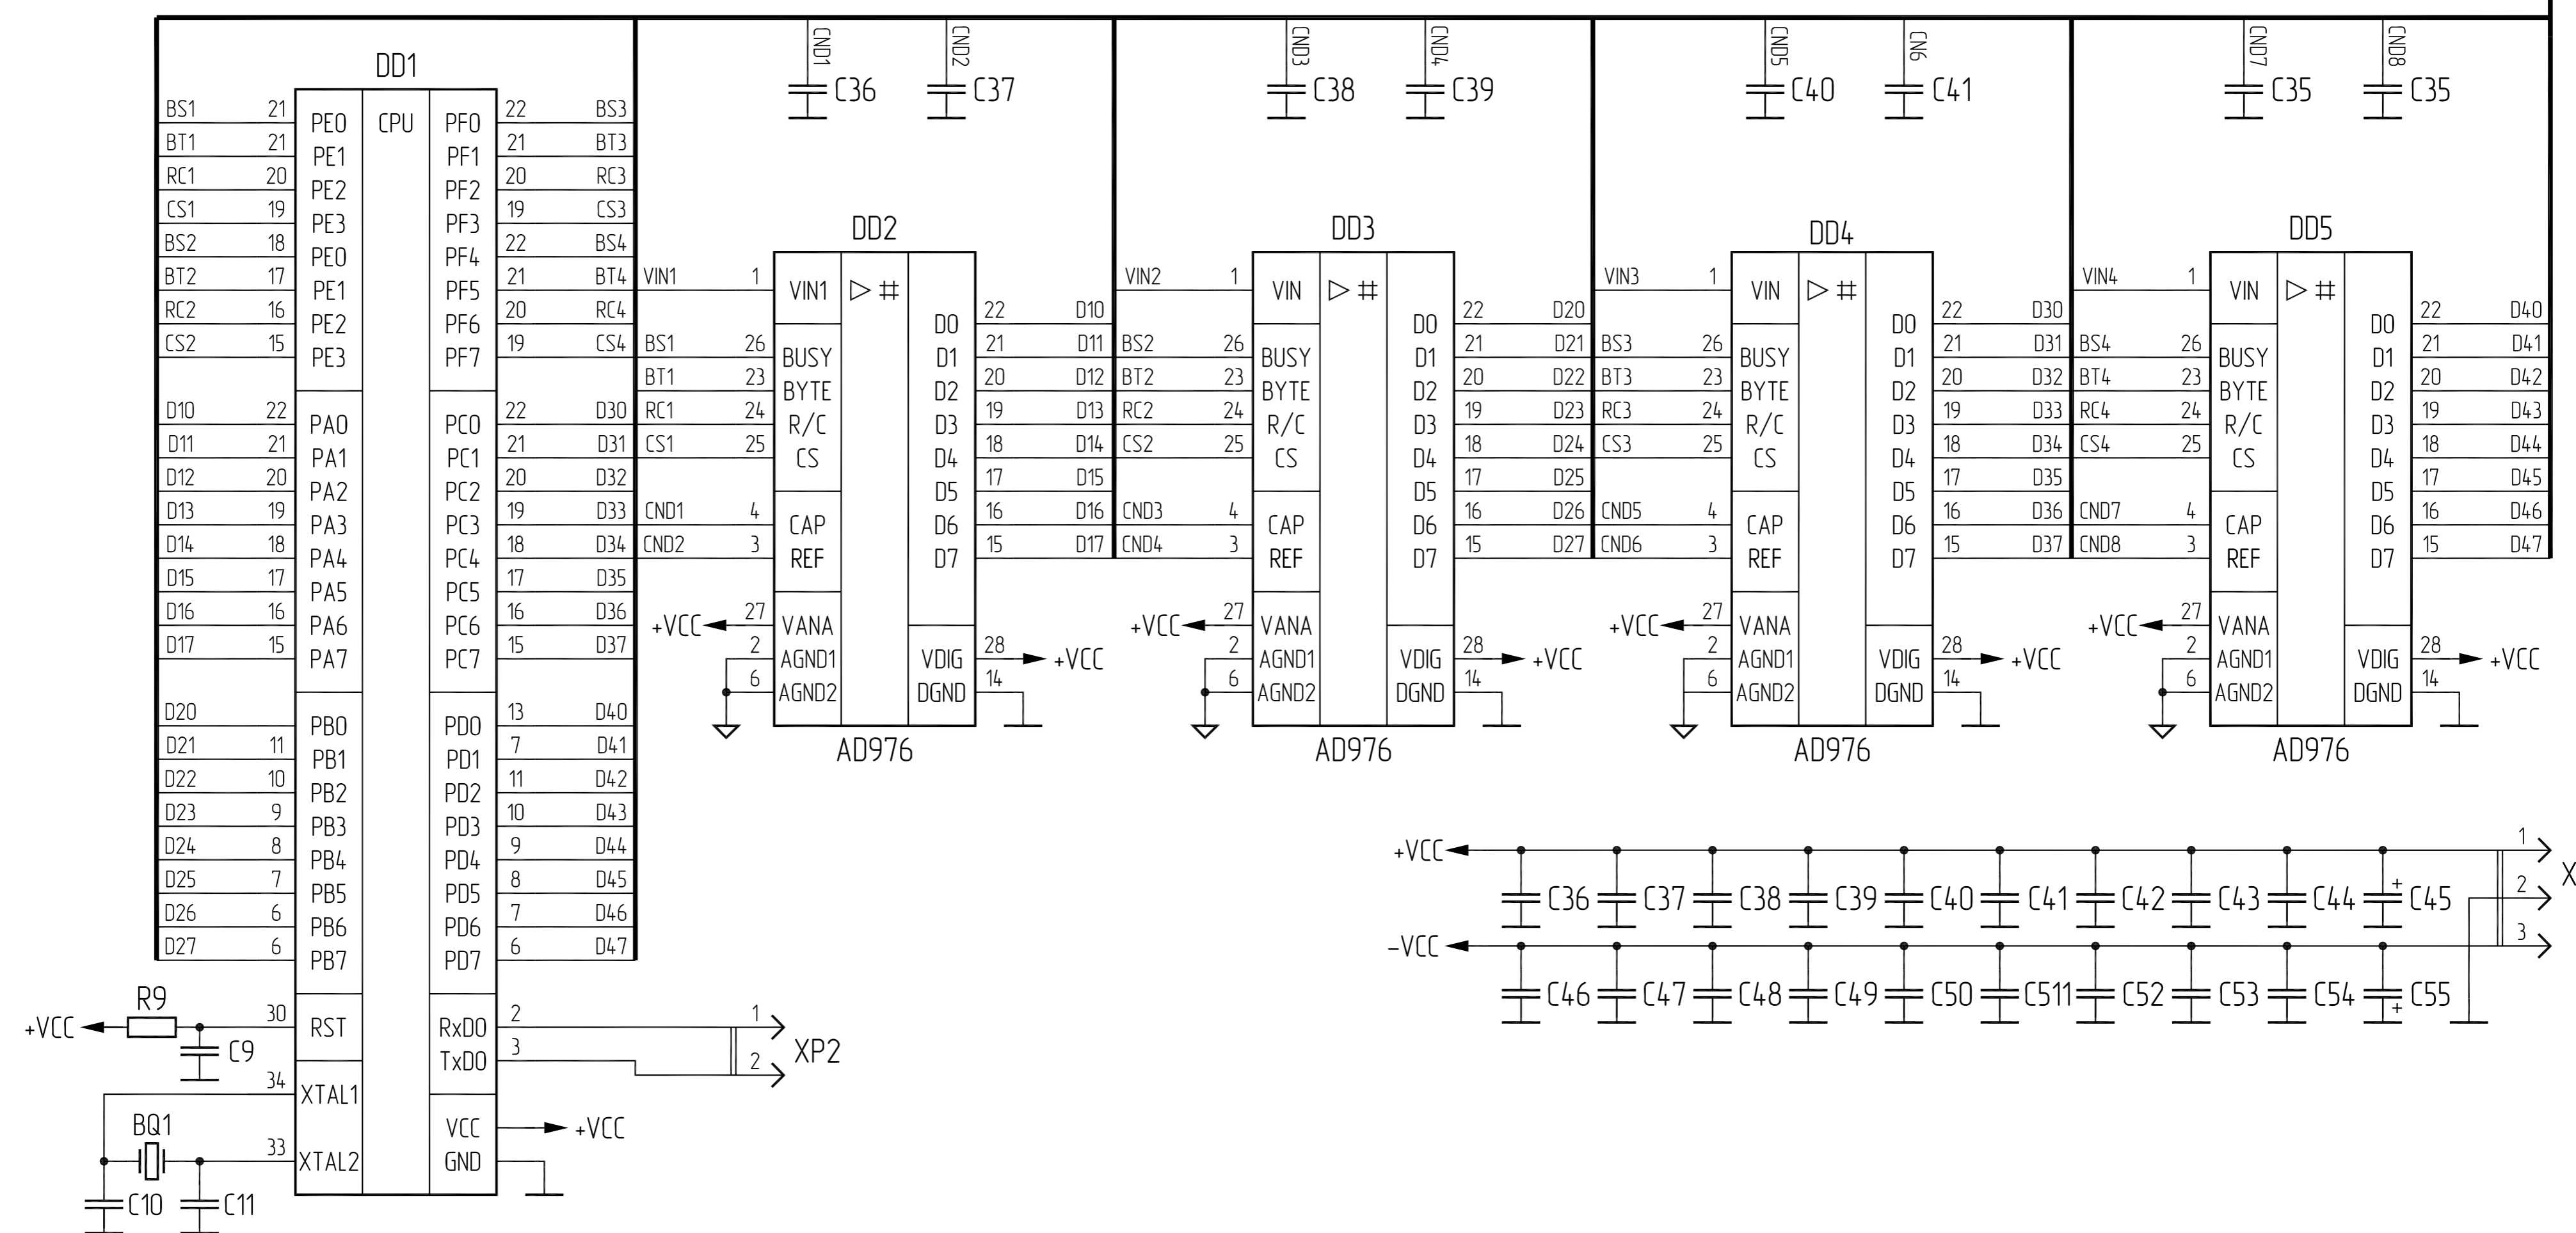 CND1 CND2 CND3 CND4 CND5 CN6 CND7 CND8
C36 C37 C38 C39 C40 C41 C35 C35
DD1
CPU
BS1 21 PE0 PF0 22 BS3
BT1 21 PE1 PF1 21 BT3
RC1 20 PE2 PF2 20 RC3
CS1 19 PE3 PF3 19 CS3
BS2 18 PE0 PF4 22 BS4
BT2 17 PE1 PF5 21 BT4
RC2 16 PE2 PF6 20 RC4
CS2 15 PE3 PF7 19 CS4
D10 22 PA0 PC0 22 D30
D11 21 PA1 PC1 21 D31
D12 20 PA2 PC2 20 D32
D13 19 PA3 PC3 19 D33
D14 18 PA4 PC4 18 D34
D15 17 PA5 PC5 17 D35
D16 16 PA6 PC6 16 D36
D17 15 PA7 PC7 15 D37
D20 PB0 PD0 13 D40
D21 11 PB1 PD1 7 D41
D22 10 PB2 PD2 11 D42
D23 9 PB3 PD3 10 D43
D24 8 PB4 PD4 9 D44
D25 7 PB5 PD5 8 D45
D26 6 PB6 PD6 7 D46
D27 6 PB7 PD7 6 D47
R9
+VCC 30 RST RxD0 2 1
C9 TxD0 3 2 XP2
34 XTAL1
BQ1 VCC +VCC
33 XTAL2 GND
C10 C11
DD2
VIN1 1 VIN1 ▷ #
D0 22 D10
BS1 26 BUSY D1 21 D11
BT1 23 BYTE D2 20 D12
RC1 24 R/C D3 19 D13
CS1 25 CS D4 18 D14
D5 17 D15
CND1 4 CAP D6 16 D16
CND2 3 REF D7 15 D17
+VCC 27 VANA
2 AGND1 VDIG 28 +VCC
6 AGND2 DGND 14
AD976
DD3
VIN2 1 VIN ▷ #
D0 22 D20
BS2 26 BUSY D1 21 D21
BT2 23 BYTE D2 20 D22
RC2 24 R/C D3 19 D23
CS2 25 CS D4 18 D24
D5 17 D25
CND3 4 CAP D6 16 D26
CND4 3 REF D7 15 D27
+VCC 27 VANA
2 AGND1 VDIG 28 +VCC
6 AGND2 DGND 14
AD976
DD4
VIN3 1 VIN ▷ #
D0 22 D30
BS3 26 BUSY D1 21 D31
BT3 23 BYTE D2 20 D32
RC3 24 R/C D3 19 D33
CS3 25 CS D4 18 D34
D5 17 D35
CND5 4 CAP D6 16 D36
CND6 3 REF D7 15 D37
+VCC 27 VANA
2 AGND1 VDIG 28 +VCC
6 AGND2 DGND 14
AD976
DD5
VIN4 1 VIN ▷ #
D0 22 D40
BS4 26 BUSY D1 21 D41
BT4 23 BYTE D2 20 D42
RC4 24 R/C D3 19 D43
CS4 25 CS D4 18 D44
D5 17 D45
CND7 4 CAP D6 16 D46
CND8 3 REF D7 15 D47
+VCC 27 VANA
2 AGND1 VDIG 28 +VCC
6 AGND2 DGND 14
AD976
+VCC 1
C36 C37 C38 C39 C40 C41 C42 C43 C44 + C45 2 X
-VCC 3
C46 C47 C48 C49 C50 C511 C52 C53 C54 + C55